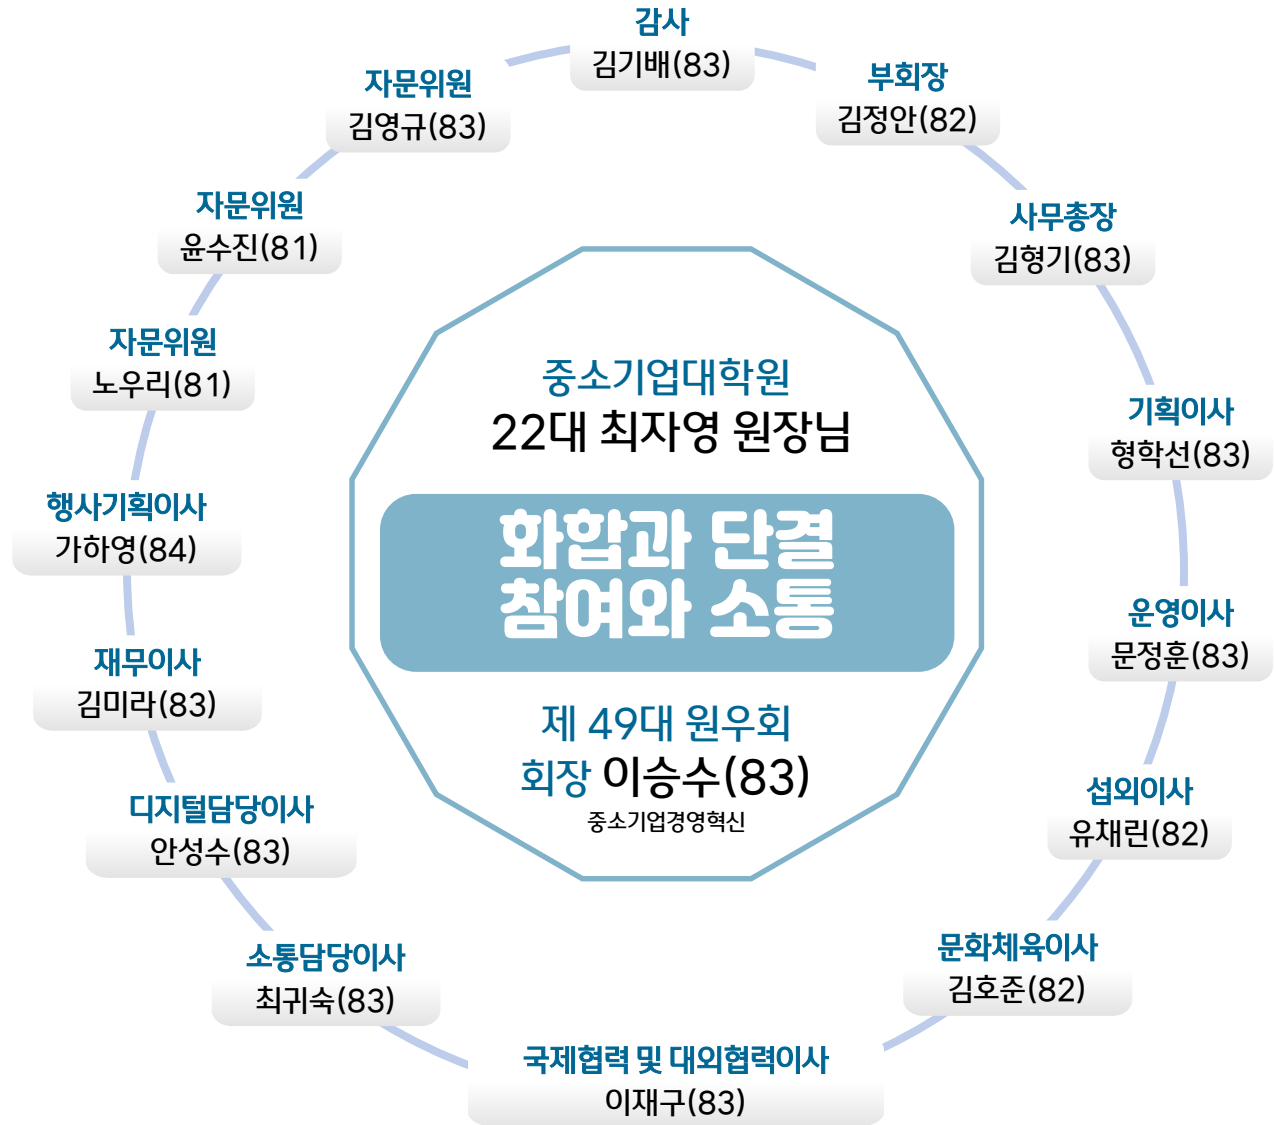 감사
김기배(83)
부회장
김정안(82)
사무총장
김형기(83)
기획이사
형학선(83)
운영이사
문정훈(83)
섭외이사
유채린(82)
문화체육이사
김호준(82)
국제협력 및 대외협력이사
이재구(83)
소통담당이사
최귀숙(83)
디지털담당이사
안성수(83)
재무이사
김미라(83)
행사기획이사
가하영(84)
자문위원
노우리(81)
자문위원
윤수진(81)
자문위원
김영규(83)
중소기업대학원
22대 최자영 원장님
화합과 단결
참여와 소통
제 49대 원우회
회장 이승수(83)
중소기업경영혁신